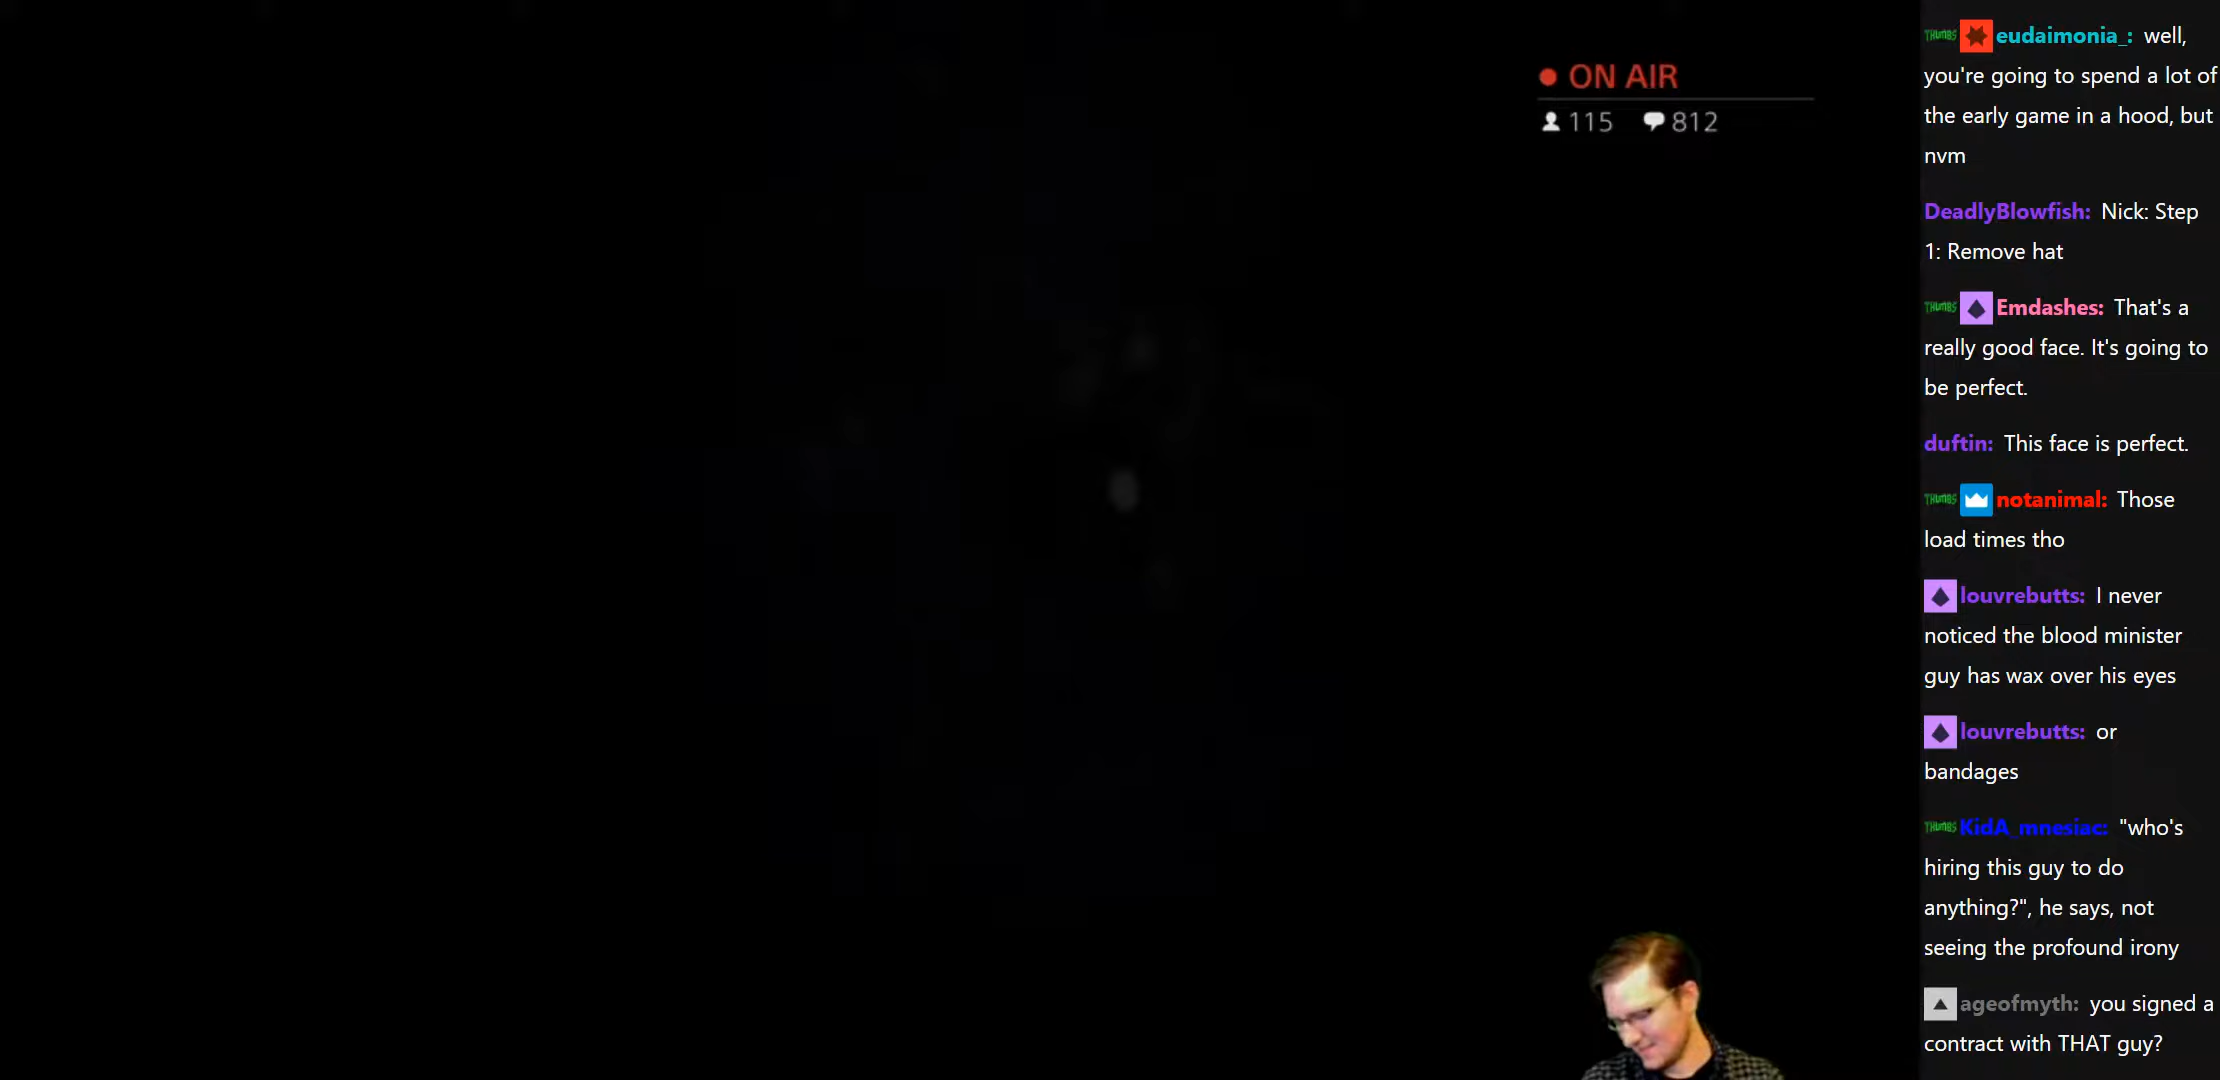 ON AIR
115 812
THUMBS eudaimonia_: well,
you're going to spend a lot of
the early game in a hood, but
nvm
DeadlyBlowfish: Nick: Step
1: Remove hat
THUMBS Emdashes: That's a
really good face. It's going to
be perfect.
duftin: This face is perfect.
THUMBS notanimal: Those
load times tho
louvrebutts: I never
noticed the blood minister
guy has wax over his eyes
louvrebutts: or
bandages
THUMBS KidA_mnesiac: "who's
hiring this guy to do
anything?", he says, not
seeing the profound irony
ageofmyth: you signed a
contract with THAT guy?